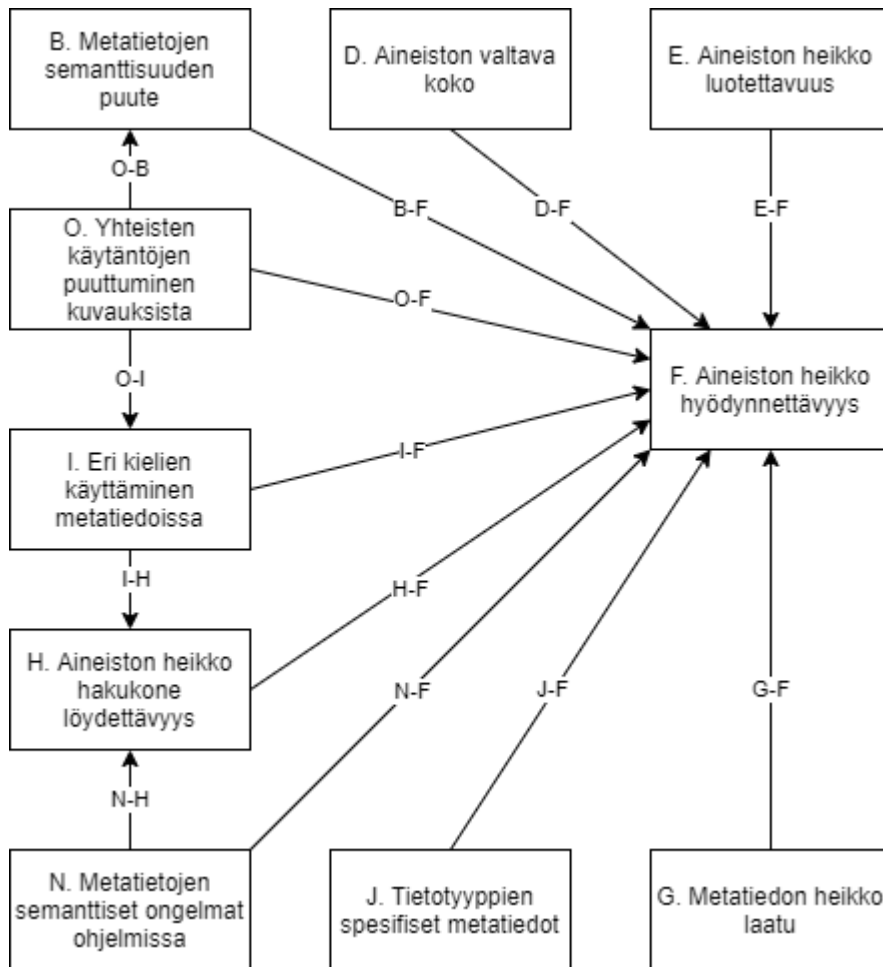 B. Metatietojen
semanttisuuden
puute
D. Aineiston valtava
koko
E. Aineiston heikko
luotettavuus
O-B
B-F
D-F
E-F
O. Yhteisten
käytäntöjen
puuttuminen
kuvauksista
O-F
O-I
F. Aineiston heikko
hyödynnettävyys
I. Eri kielien
käyttäminen
metatiedoissa
I-F
I-H
H-F
H. Aineiston heikko
hakukone
löydettävyys
N-F
J-F
G-F
N-H
N. Metatietojen
semanttiset ongelmat
ohjelmissa
J. Tietotyyppien
spesifiset metatiedot
G. Metatiedon heikko
laatu